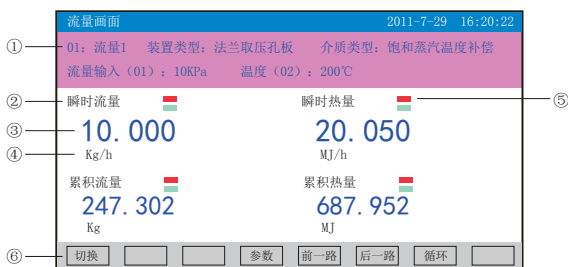 流量画面 2011-7-29 16:20:22
① 01：流量1 装置类型：法兰取压孔板 介质类型：饱和蒸汽温度补偿
流量输入（01）：10KPa 温度（02）：200℃
② 瞬时流量 瞬时热量 ⑤
③ 10.000 20.050
④ Kg/h MJ/h
累积流量 累积热量
247.302 687.952
Kg MJ
⑥ 切换 参数 前一路 后一路 循环